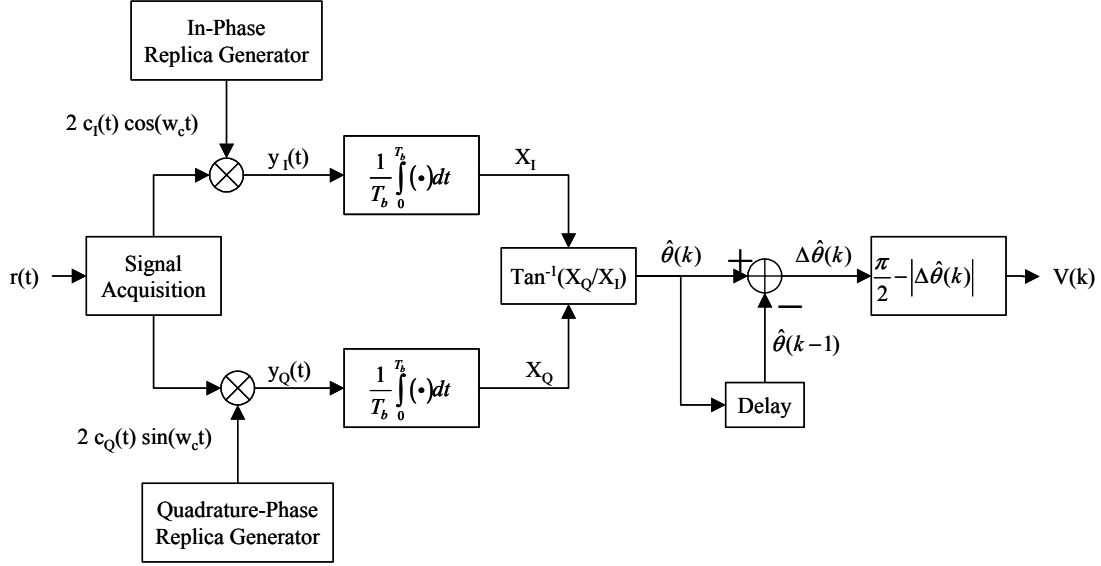 In-Phase
Replica Generator
2 c_I(t) cos(w_ct)
y_I(t)
1/T_b ∫_0^{T_b} (•)dt
X_I
r(t)
Signal
Acquisition
Tan^{-1}(X_Q/X_I)
θ̂(k)
+
Δθ̂(k)
π/2 − |Δθ̂(k)|
V(k)
−
θ̂(k−1)
Delay
y_Q(t)
1/T_b ∫_0^{T_b} (•)dt
X_Q
2 c_Q(t) sin(w_ct)
Quadrature-Phase
Replica Generator